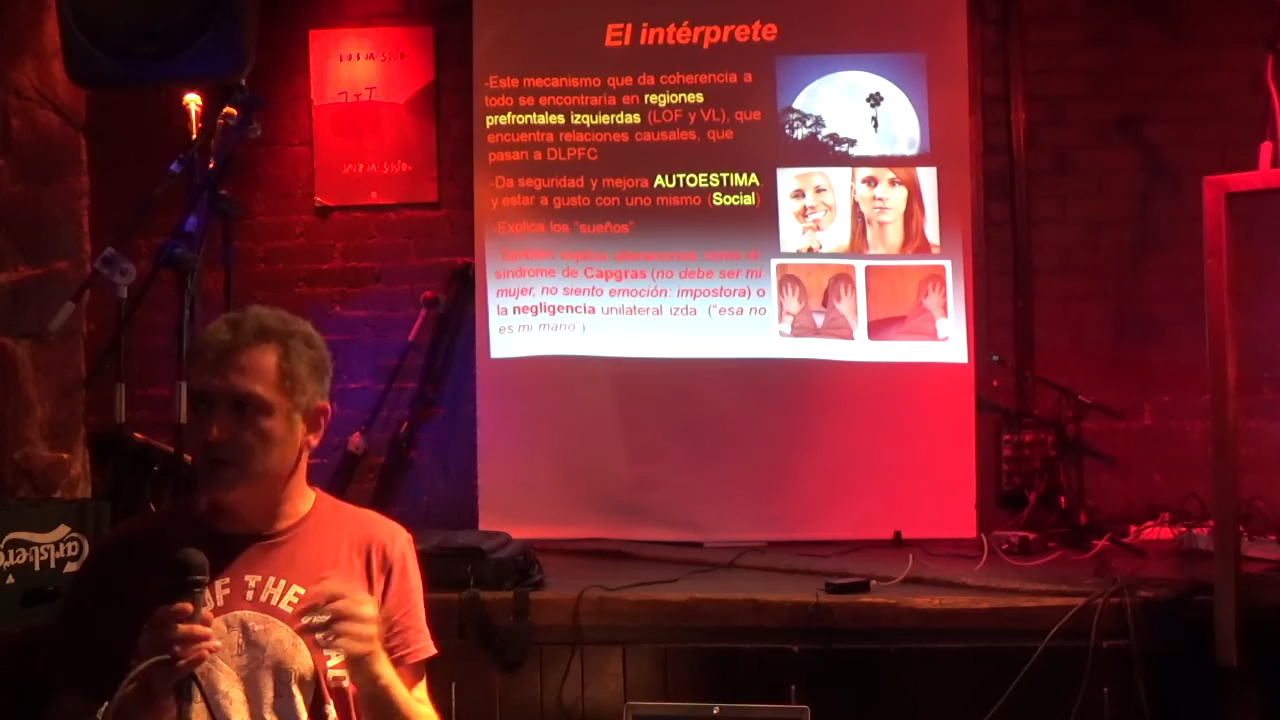 El intérprete
-Este mecanismo que da coherencia a
todo se encontraría en regiones
prefrontales izquierdas (LOF y VL), que
encuentra relaciones causales, que
pasan a DLPFC
-Da seguridad y mejora AUTOESTIMA
y estar a gusto con uno mismo (Social)
-Explica los "sueños"
síndrome de Capgras (no debe ser mi
mujer, no siento emoción: impostora) o
la negligencia unilateral izda ("esa no
es mi mano")
Carlsberg
OF THE